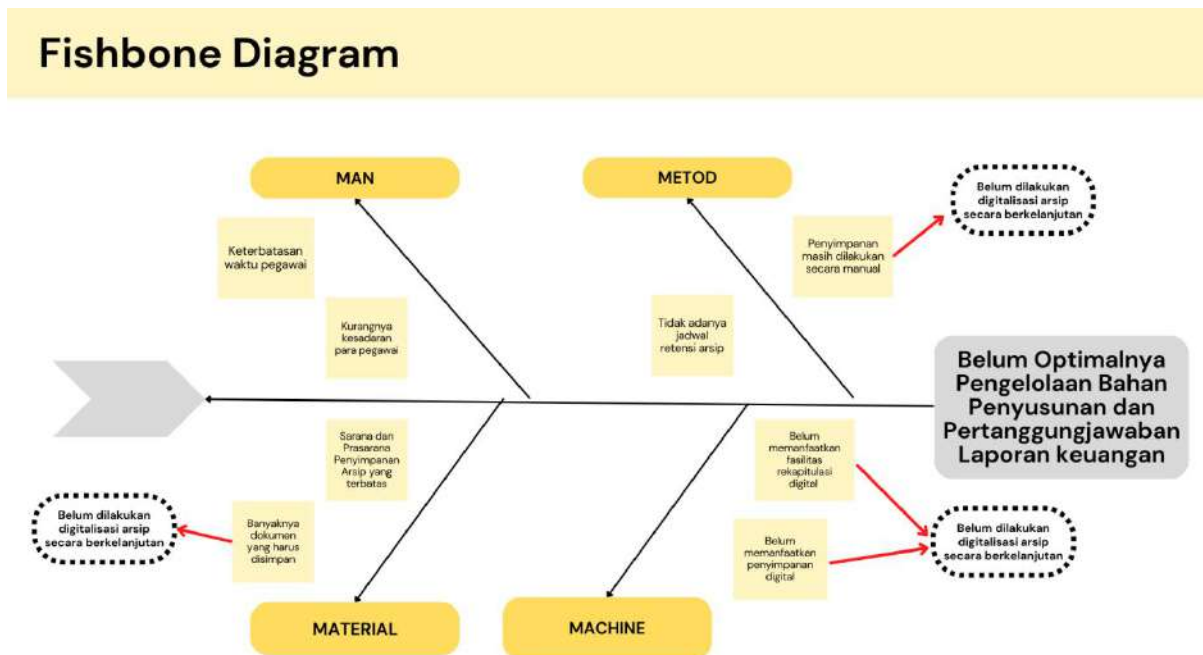 Fishbone Diagram
MAN
METOD
Belum dilakukan
digitalisasi arsip
secara berkelanjutan
Keterbatasan
waktu pegawai
Penyimpanan
masih dilakukan
secara manual
Kurangnya
kesadaran
para pegawai
Tidak adanya
jadwal
retensi arsip
Belum Optimalnya
Pengelolaan Bahan
Penyusunan dan
Pertanggungjawaban
Laporan keuangan
Sarana dan
Prasarana
Penyimpanan
Arsip yang
terbatas
Belum
memanfaatkan
fasilitas
rekapitulasi
digital
Belum dilakukan
digitalisasi arsip
secara berkelanjutan
Banyaknya
dokumen
yang harus
disimpan
Belum
memanfaatkan
penyimpanan
digital
Belum dilakukan
digitalisasi arsip
secara berkelanjutan
MATERIAL
MACHINE